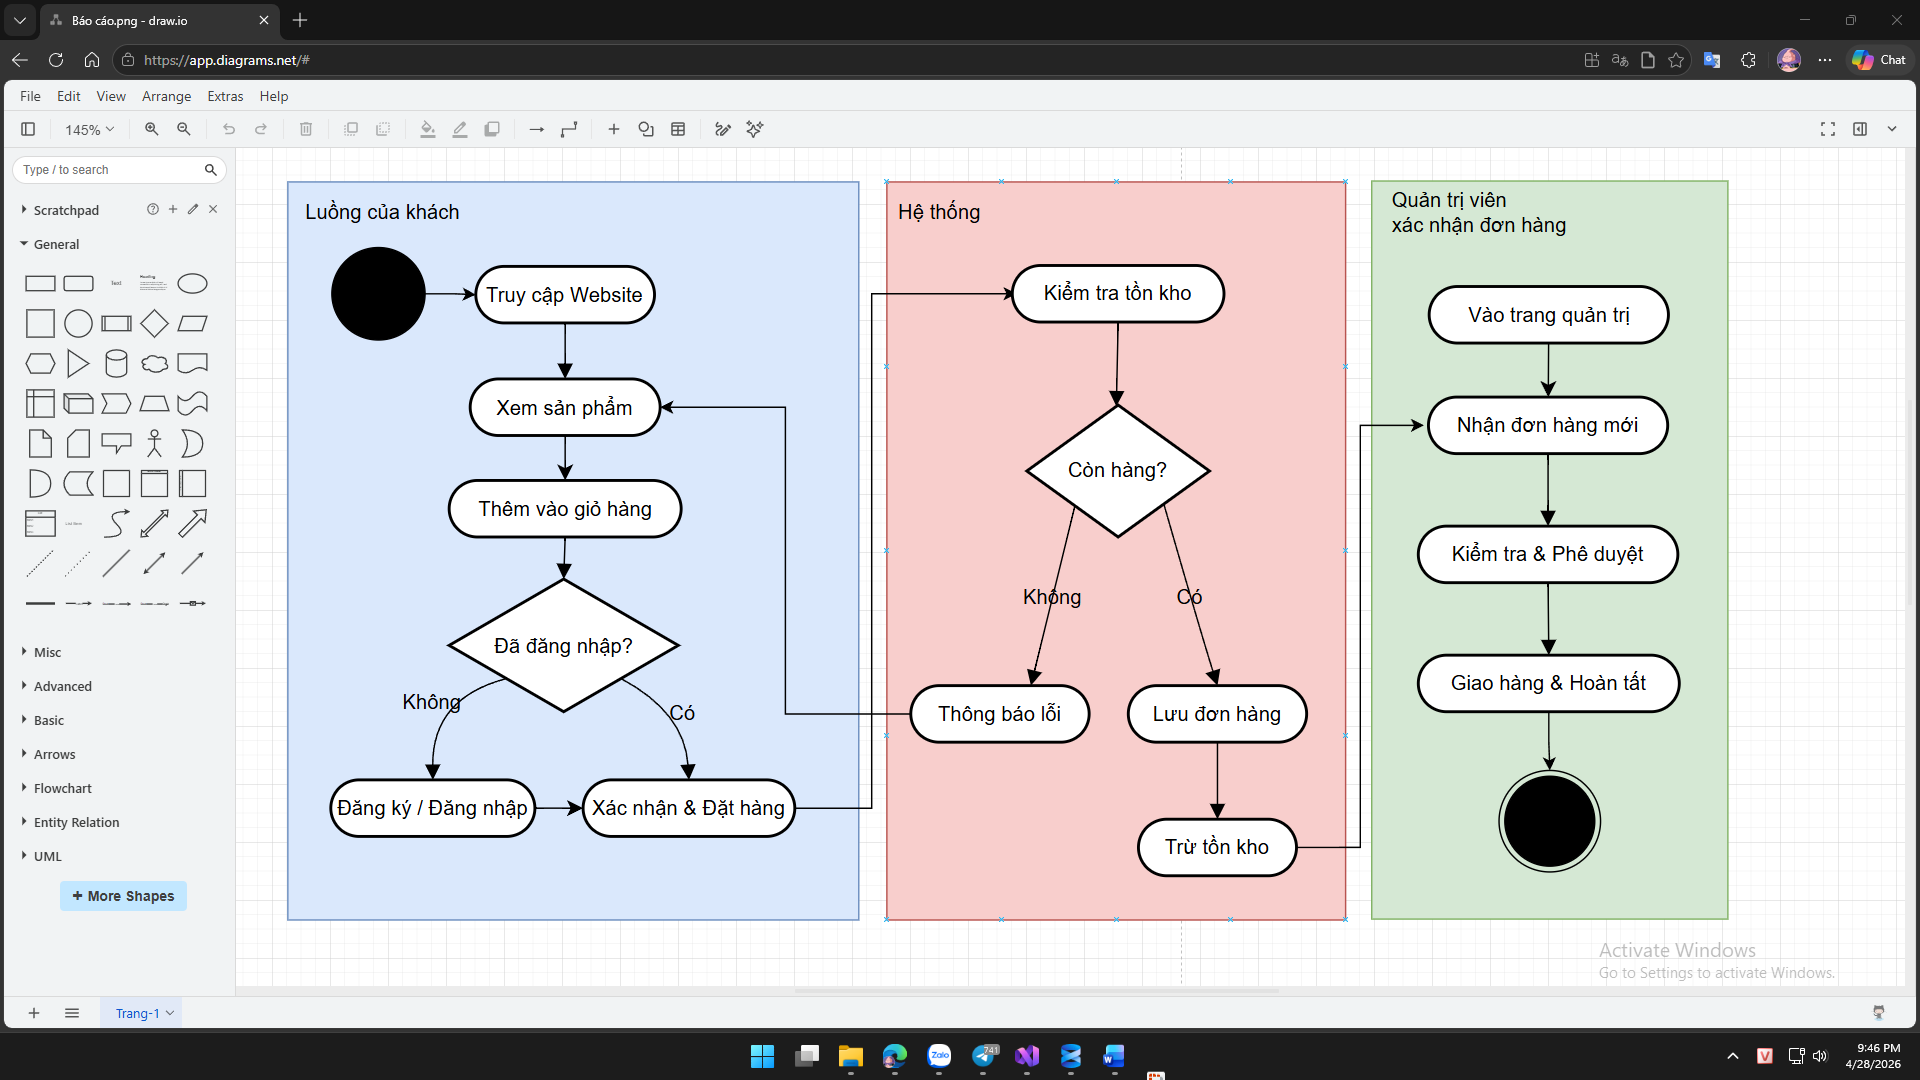 Báo cáo.png - draw.io
https://app.diagrams.net/#
Chat
File Edit View Arrange Extras Help
145%
Type / to search
Scratchpad
General
Text
Heading
Misc
Advanced
Basic
Arrows
Flowchart
Entity Relation
UML
+ More Shapes
Luồng của khách
Truy cập Website
Xem sản phẩm
Thêm vào giỏ hàng
Đã đăng nhập?
Không
Có
Đăng ký / Đăng nhập
Xác nhận & Đặt hàng
Hệ thống
Kiểm tra tồn kho
Còn hàng?
Không
Có
Thông báo lỗi
Lưu đơn hàng
Trừ tồn kho
Quản trị viên
xác nhận đơn hàng
Vào trang quản trị
Nhận đơn hàng mới
Kiểm tra & Phê duyệt
Giao hàng & Hoàn tất
Activate Windows
Go to Settings to activate Windows.
Trang-1
Zalo
741
V
9:46 PM
4/28/2026